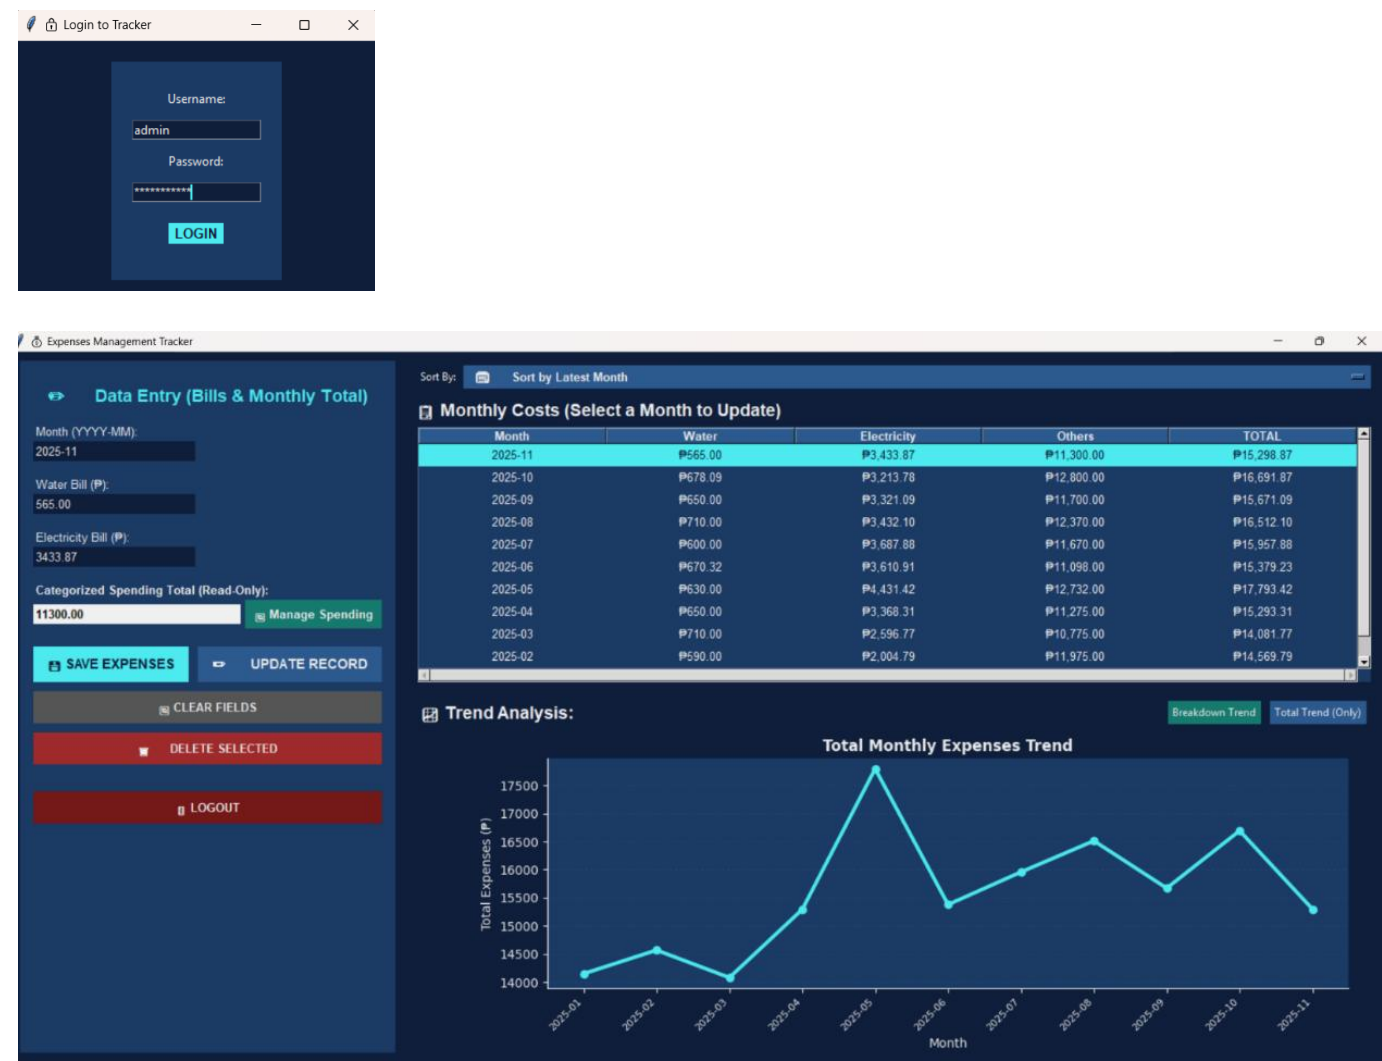 Login to Tracker
Username:
admin
Password:
***********
LOGIN
Expenses Management Tracker
Data Entry (Bills & Monthly Total)
Month (YYYY-MM):
2025-11
Water Bill (₱):
565.00
Electricity Bill (₱):
3433.87
Categorized Spending Total (Read-Only):
11300.00 Manage Spending
SAVE EXPENSES UPDATE RECORD
CLEAR FIELDS
DELETE SELECTED
LOGOUT
Sort By: Sort by Latest Month
Monthly Costs (Select a Month to Update)
Month Water Electricity Others TOTAL
2025-11 ₱565.00 ₱3,433.87 ₱11,300.00 ₱15,298.87
2025-10 ₱678.09 ₱3,213.78 ₱12,800.00 ₱16,691.87
2025-09 ₱650.00 ₱3,321.09 ₱11,700.00 ₱15,671.09
2025-08 ₱710.00 ₱3,432.10 ₱12,370.00 ₱16,512.10
2025-07 ₱600.00 ₱3,687.88 ₱11,670.00 ₱15,957.88
2025-06 ₱670.32 ₱3,610.91 ₱11,098.00 ₱15,379.23
2025-05 ₱630.00 ₱4,431.42 ₱12,732.00 ₱17,793.42
2025-04 ₱650.00 ₱3,368.31 ₱11,275.00 ₱15,293.31
2025-03 ₱710.00 ₱2,596.77 ₱10,775.00 ₱14,081.77
2025-02 ₱590.00 ₱2,004.79 ₱11,975.00 ₱14,569.79
Trend Analysis: Breakdown Trend Total Trend (Only)
Total Monthly Expenses Trend
Total Expenses (₱)
17500
17000
16500
16000
15500
15000
14500
14000
2025-01 2025-02 2025-03 2025-04 2025-05 2025-06 2025-07 2025-08 2025-09 2025-10 2025-11
Month